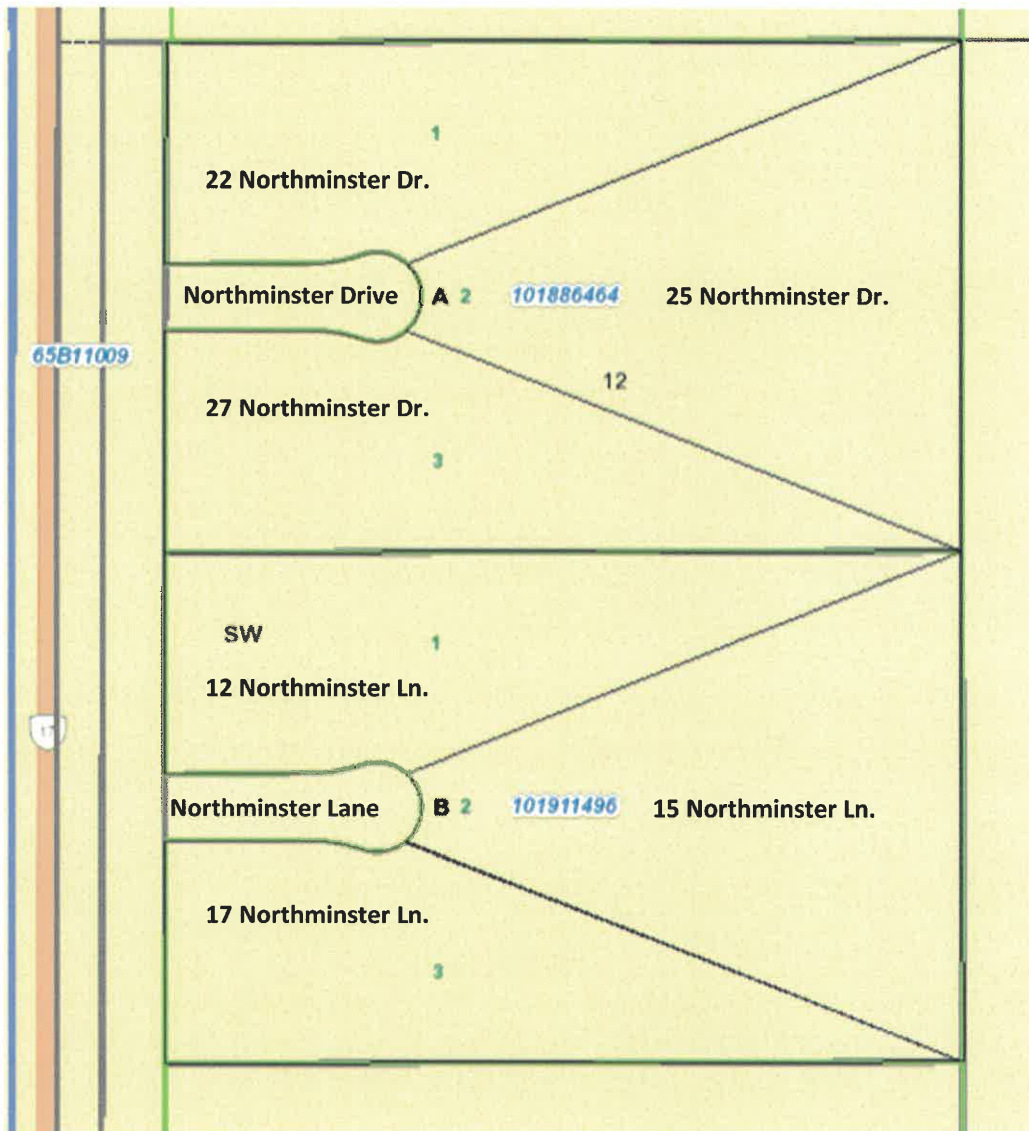 1
22 Northminster Dr.
Northminster Drive A 2 101886464 25 Northminster Dr.
65B11009
12
27 Northminster Dr.
3
SW
1
12 Northminster Ln.
17
Northminster Lane B 2 101911496 15 Northminster Ln.
17 Northminster Ln.
3